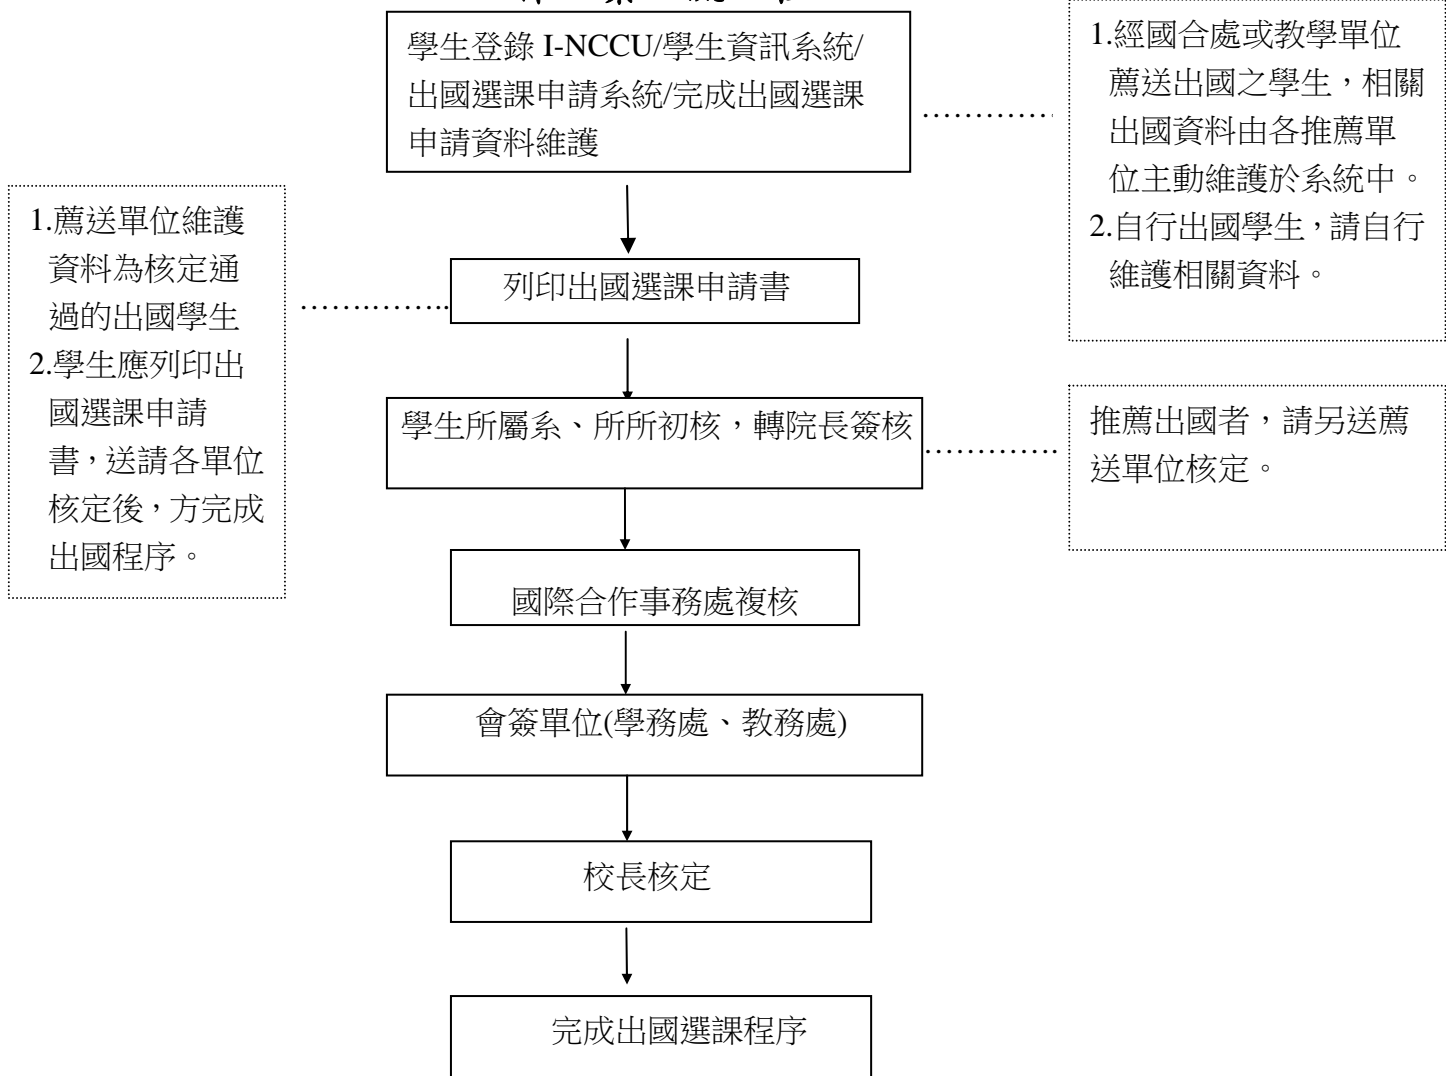 學生登錄 I-NCCU/學生資訊系統/
出國選課申請系統/完成出國選課
申請資料維護
1.經國合處或教學單位
薦送出國之學生，相關
出國資料由各推薦單
位主動維護於系統中。
2.自行出國學生，請自行
維護相關資料。
1.薦送單位維護
資料為核定通
過的出國學生
2.學生應列印出
國選課申請
書，送請各單位
核定後，方完成
出國程序。
列印出國選課申請書
學生所屬系、所所初核，轉院長簽核
推薦出國者，請另送薦
送單位核定。
國際合作事務處複核
會簽單位(學務處、教務處)
校長核定
完成出國選課程序